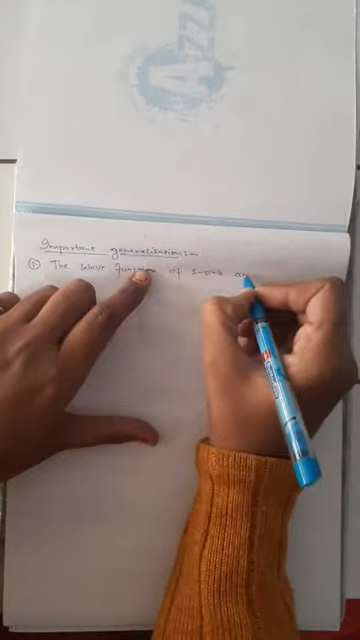 Important generalisations:-
① The wave function of s-orb